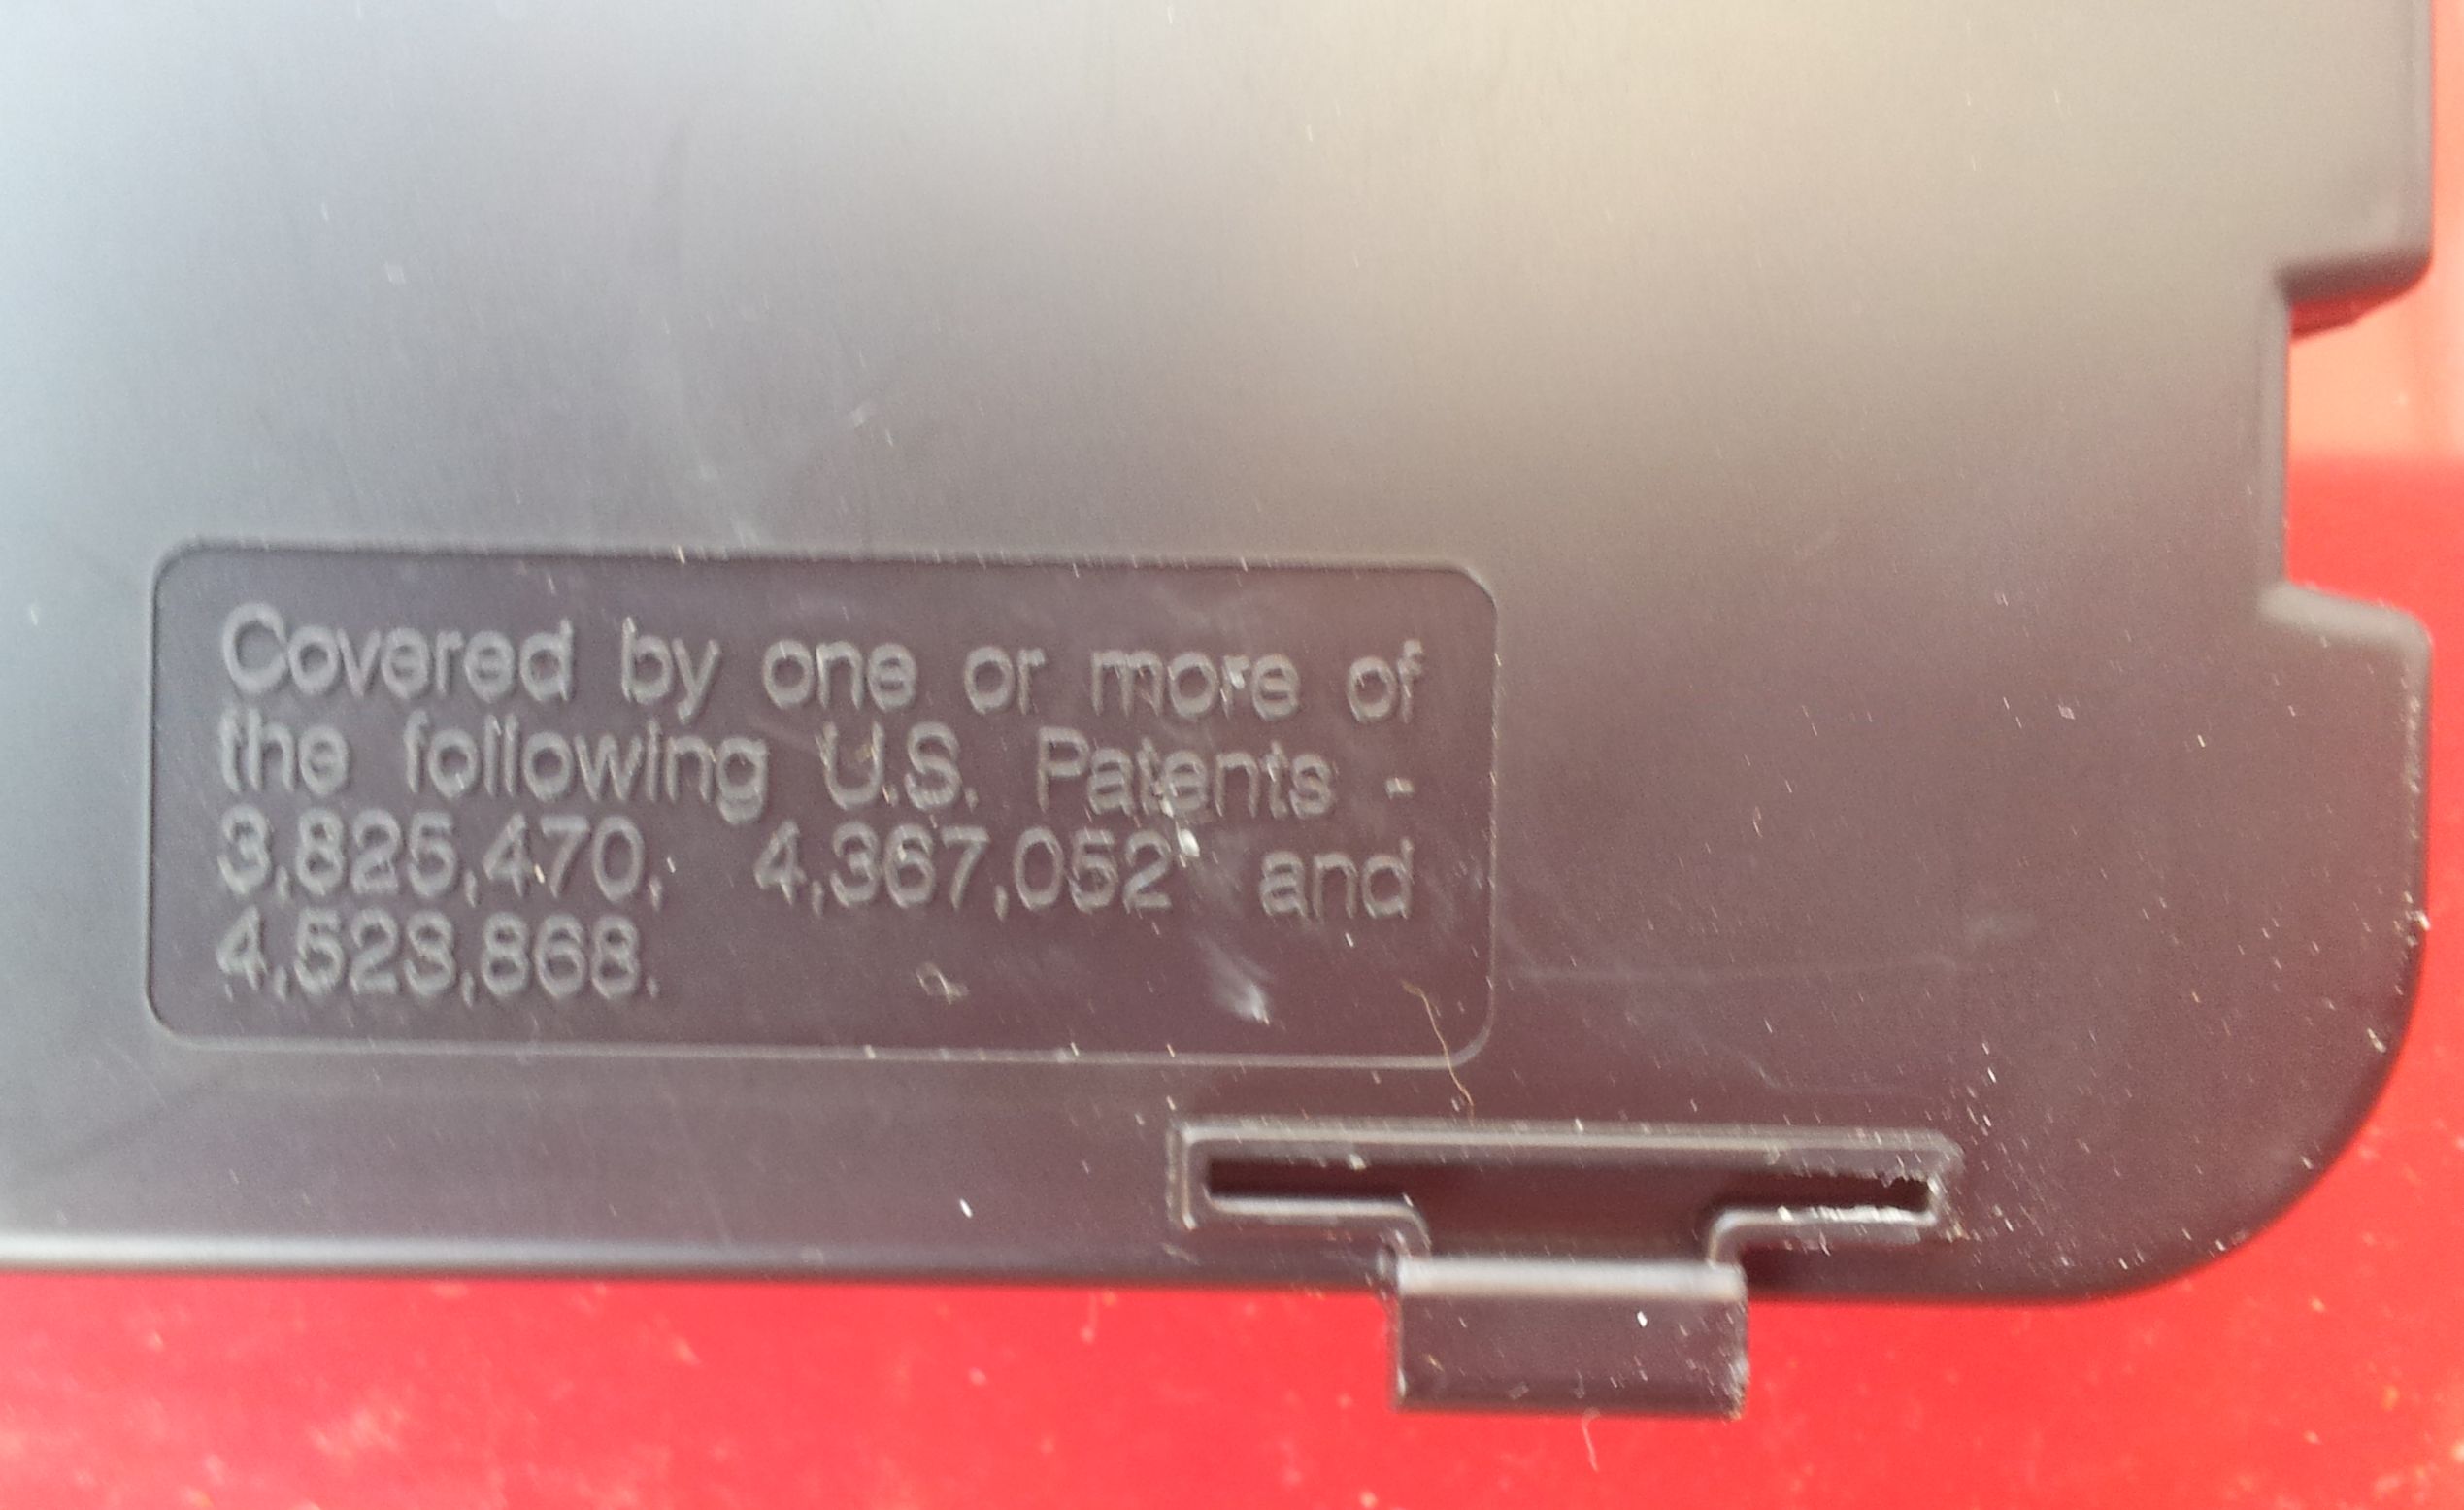 Covered by one or more of
the following U.S. Patents -
3,825,470, 4,367,052 and
4,523,868.